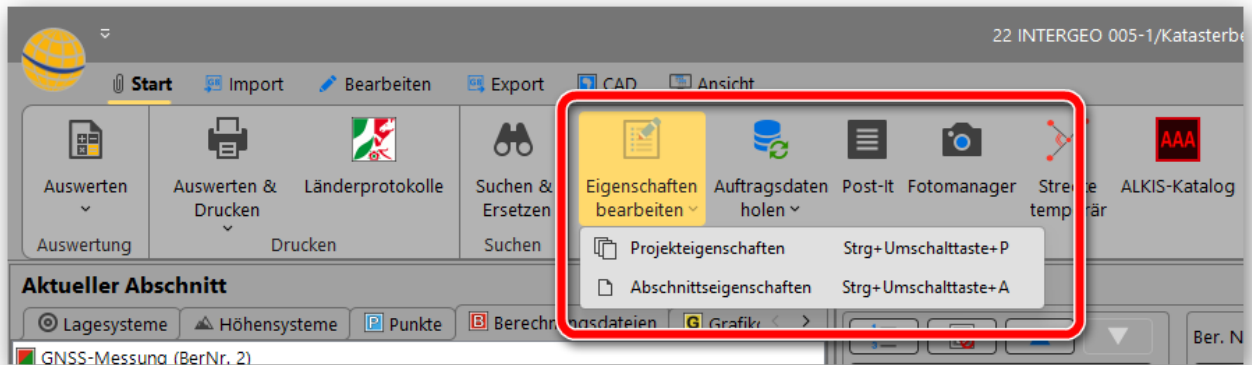 22 INTERGEO 005-1/Katasterbe
Start Import Bearbeiten Export CAD Ansicht
Auswerten Auswerten & Länderprotokolle Suchen & Eigenschaften Auftragsdaten Post-It Fotomanager Strecke ALKIS-Katalog
Drucken Ersetzen bearbeiten holen temporär
AAA
Auswertung Drucken Suchen
Projekteigenschaften Strg+Umschalttaste+P
Abschnittseigenschaften Strg+Umschalttaste+A
Aktueller Abschnitt
Lagesysteme Höhensysteme P Punkte B Berechnungsdateien G Grafik
Ber. N
GNSS-Messung (BerNr. 2)